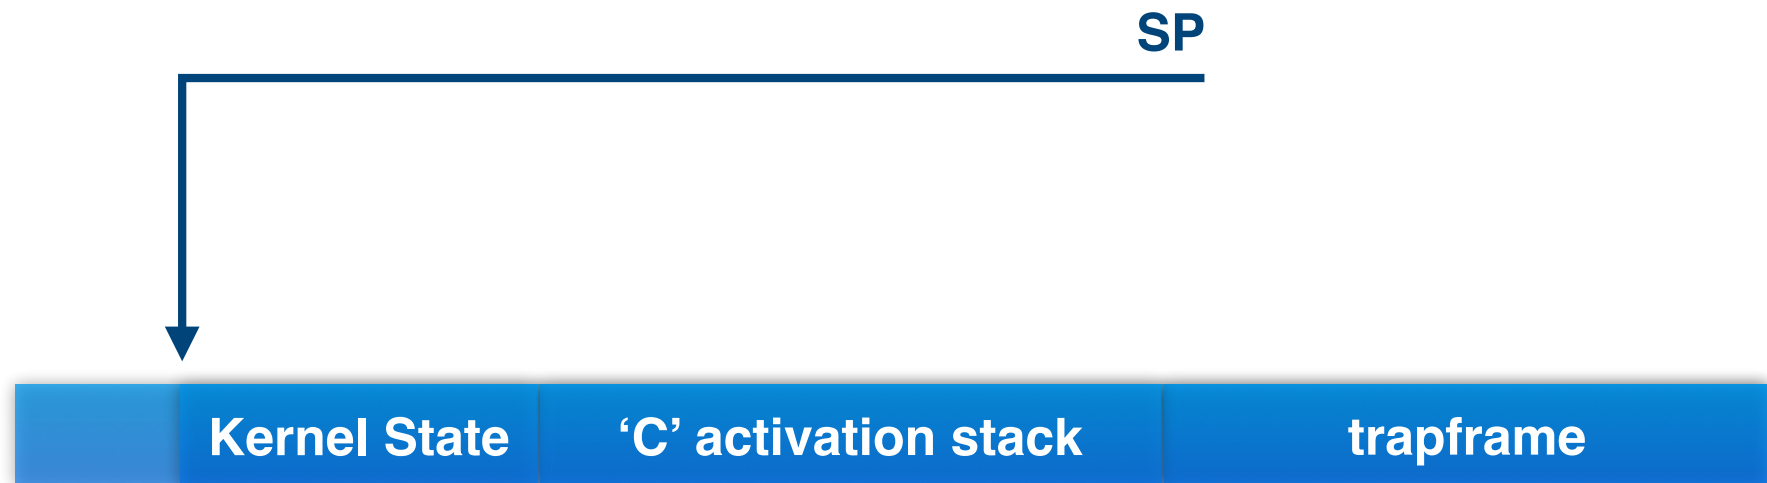 SP
Kernel State ‘C’ activation stack trapframe